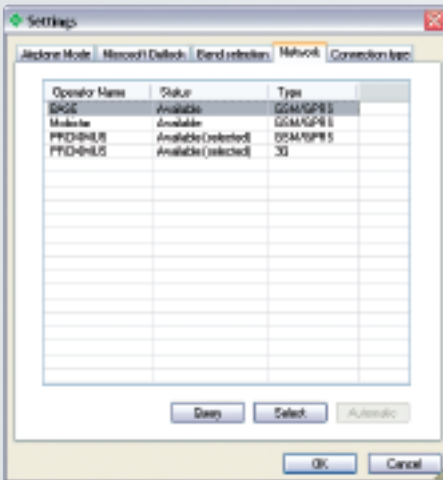 Settings
Airplane Mode Microsoft Outlook Band selection Network Connection type
Operator Name Status Type
BASE Available GSM/GPRS
Mobistar Available GSM/GPRS
PROXIMUS Available (selected) GSM/GPRS
PROXIMUS Available (selected) 3G
Query Select Automatic
OK Cancel